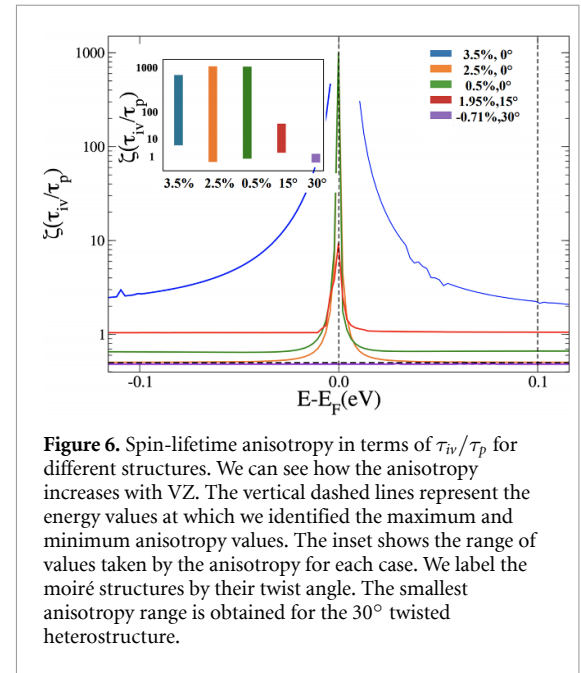 1000
100
10
1
ζ(τiv/τp)
1000
100
10
1
ζ(τiv/τp)
3.5% 2.5% 0.5% 15° 30°
3.5%, 0°
2.5%, 0°
0.5%,0°
1.95%,15°
-0.71%,30°
-0.1 0.0 0.1
E-EF(eV)
Figure 6. Spin-lifetime anisotropy in terms of τiv/τp for
different structures. We can see how the anisotropy
increases with VZ. The vertical dashed lines represent the
energy values at which we identified the maximum and
minimum anisotropy values. The inset shows the range of
values taken by the anisotropy for each case. We label the
moiré structures by their twist angle. The smallest
anisotropy range is obtained for the 30° twisted
heterostructure.